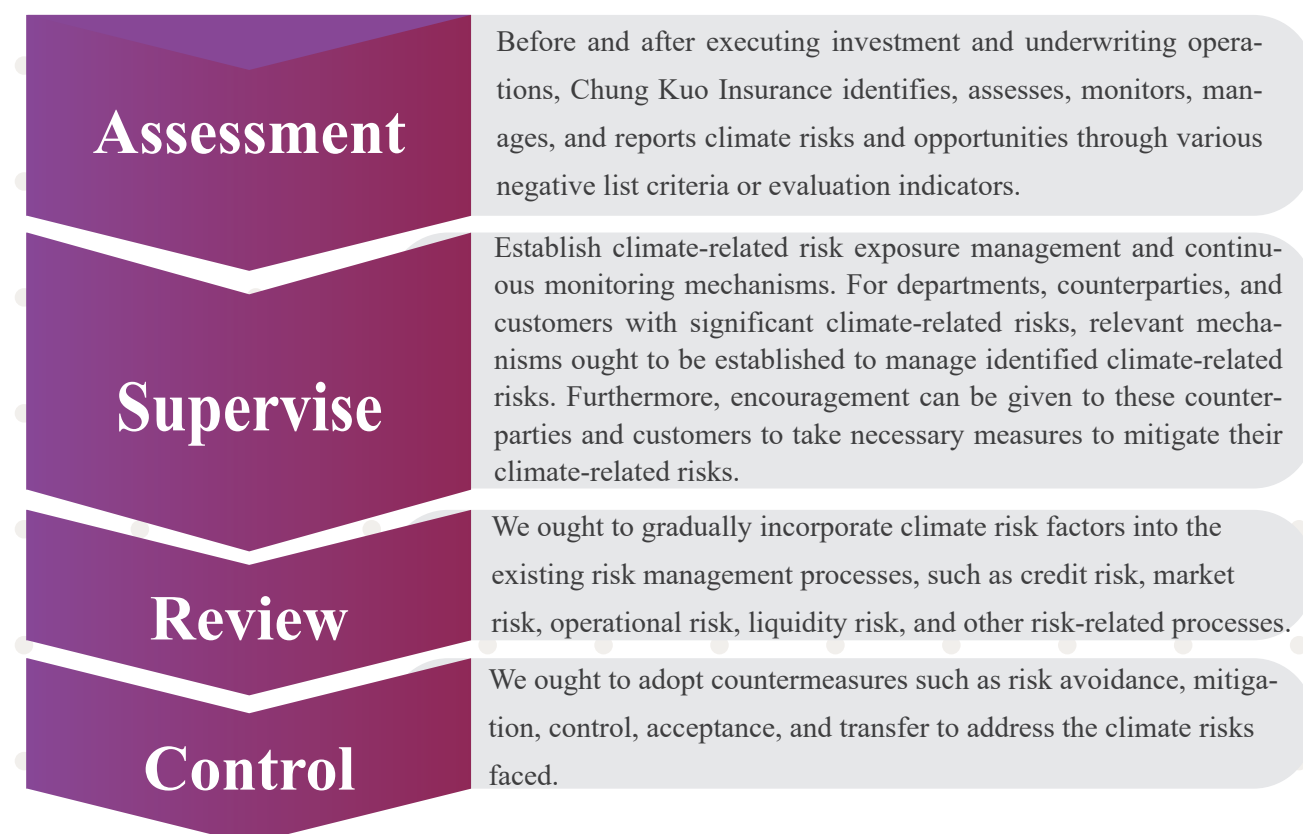 Assessment
Before and after executing investment and underwriting opera-
tions, Chung Kuo Insurance identifies, assesses, monitors, man-
ages, and reports climate risks and opportunities through various
negative list criteria or evaluation indicators.
Supervise
Establish climate-related risk exposure management and continu-
ous monitoring mechanisms. For departments, counterparties, and
customers with significant climate-related risks, relevant mecha-
nisms ought to be established to manage identified climate-related
risks. Furthermore, encouragement can be given to these counter-
parties and customers to take necessary measures to mitigate their
climate-related risks.
Review
We ought to gradually incorporate climate risk factors into the
existing risk management processes, such as credit risk, market
risk, operational risk, liquidity risk, and other risk-related processes.
Control
We ought to adopt countermeasures such as risk avoidance, mitiga-
tion, control, acceptance, and transfer to address the climate risks
faced.